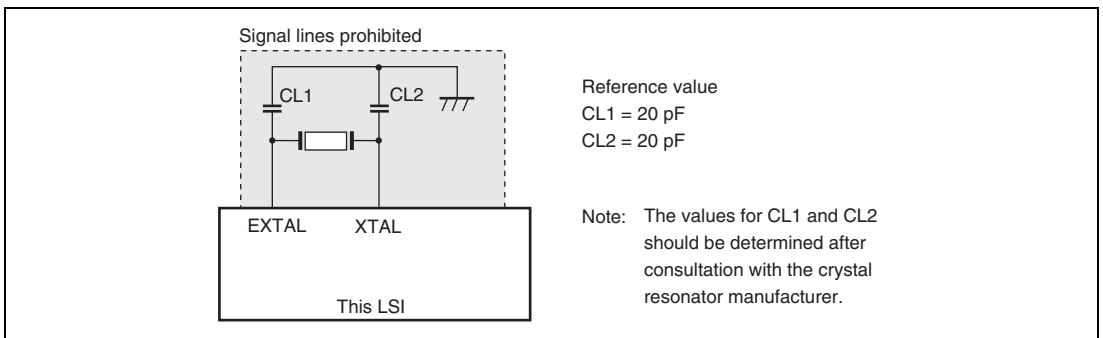 Signal lines prohibited
CL1
CL2
EXTAL
XTAL
This LSI
Reference value
CL1 = 20 pF
CL2 = 20 pF
Note: The values for CL1 and CL2
should be determined after
consultation with the crystal
resonator manufacturer.